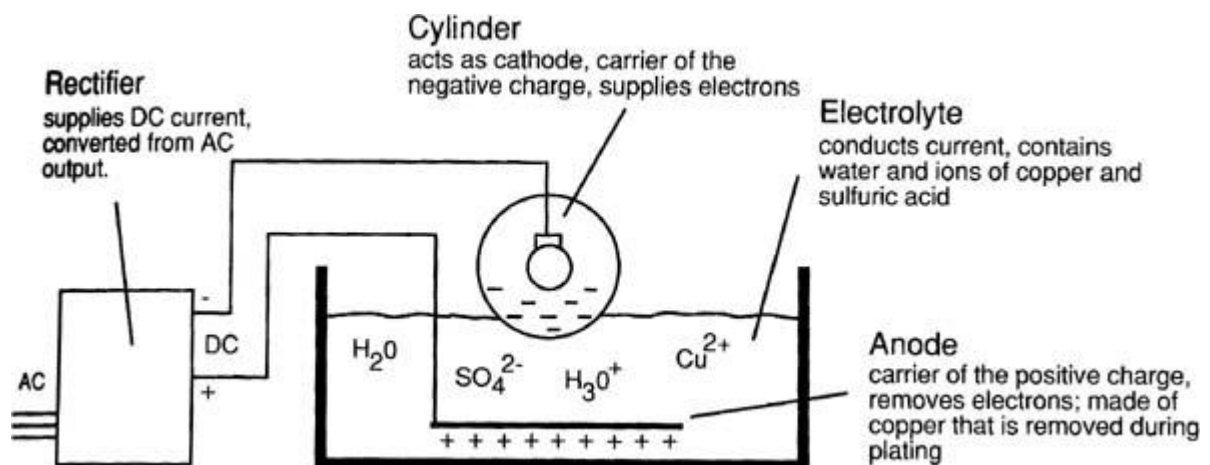 Cylinder
acts as cathode, carrier of the
negative charge, supplies electrons
Rectifier
supplies DC current,
converted from AC
output.
Electrolyte
conducts current, contains
water and ions of copper and
sulfuric acid
-
DC
+
AC
H₂0
SO₄²⁻
H₃0⁺
Cu²⁺
Anode
carrier of the positive charge,
removes electrons; made of
copper that is removed during
plating
+ + + + + + + + +